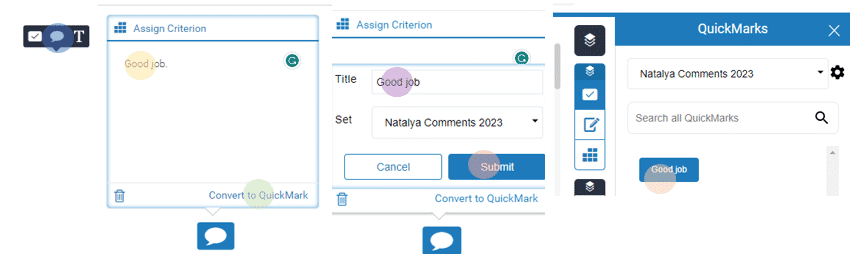 T
Assign Criterion
Good job.
Convert to QuickMark
Assign Criterion
Title
Good job
Set
Natalya Comments 2023
Cancel
Submit
Convert to QuickMark
QuickMarks
Natalya Comments 2023
Search all QuickMarks
Good job